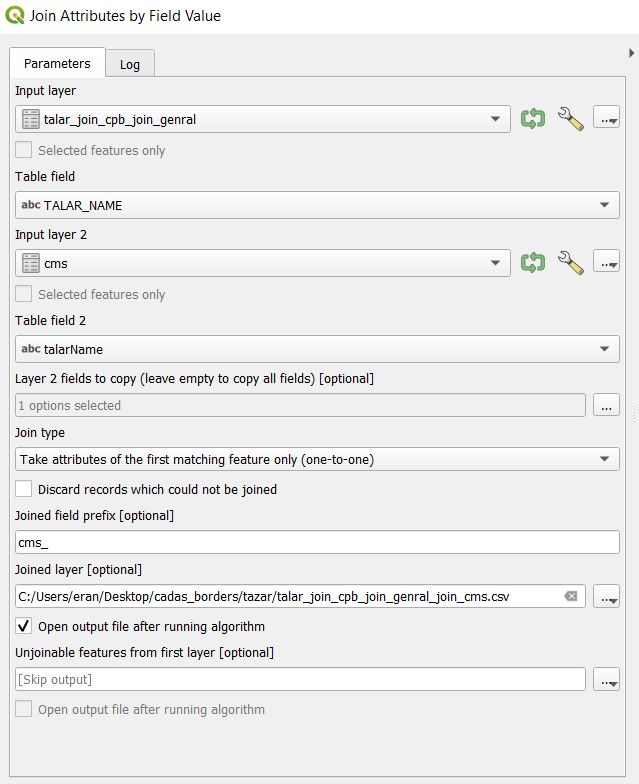 Join Attributes by Field Value
Parameters
Log
Input layer
talar_join_cpb_join_genral
...
Selected features only
Table field
abc TALAR_NAME
Input layer 2
cms
...
Selected features only
Table field 2
abc talarName
Layer 2 fields to copy (leave empty to copy all fields) [optional]
1 options selected
...
Join type
Take attributes of the first matching feature only (one-to-one)
Discard records which could not be joined
Joined field prefix [optional]
cms_
Joined layer [optional]
C:/Users/eran/Desktop/cadas_borders/tazar/talar_join_cpb_join_genral_join_cms.csv
...
Open output file after running algorithm
Unjoinable features from first layer [optional]
[Skip output]
...
Open output file after running algorithm